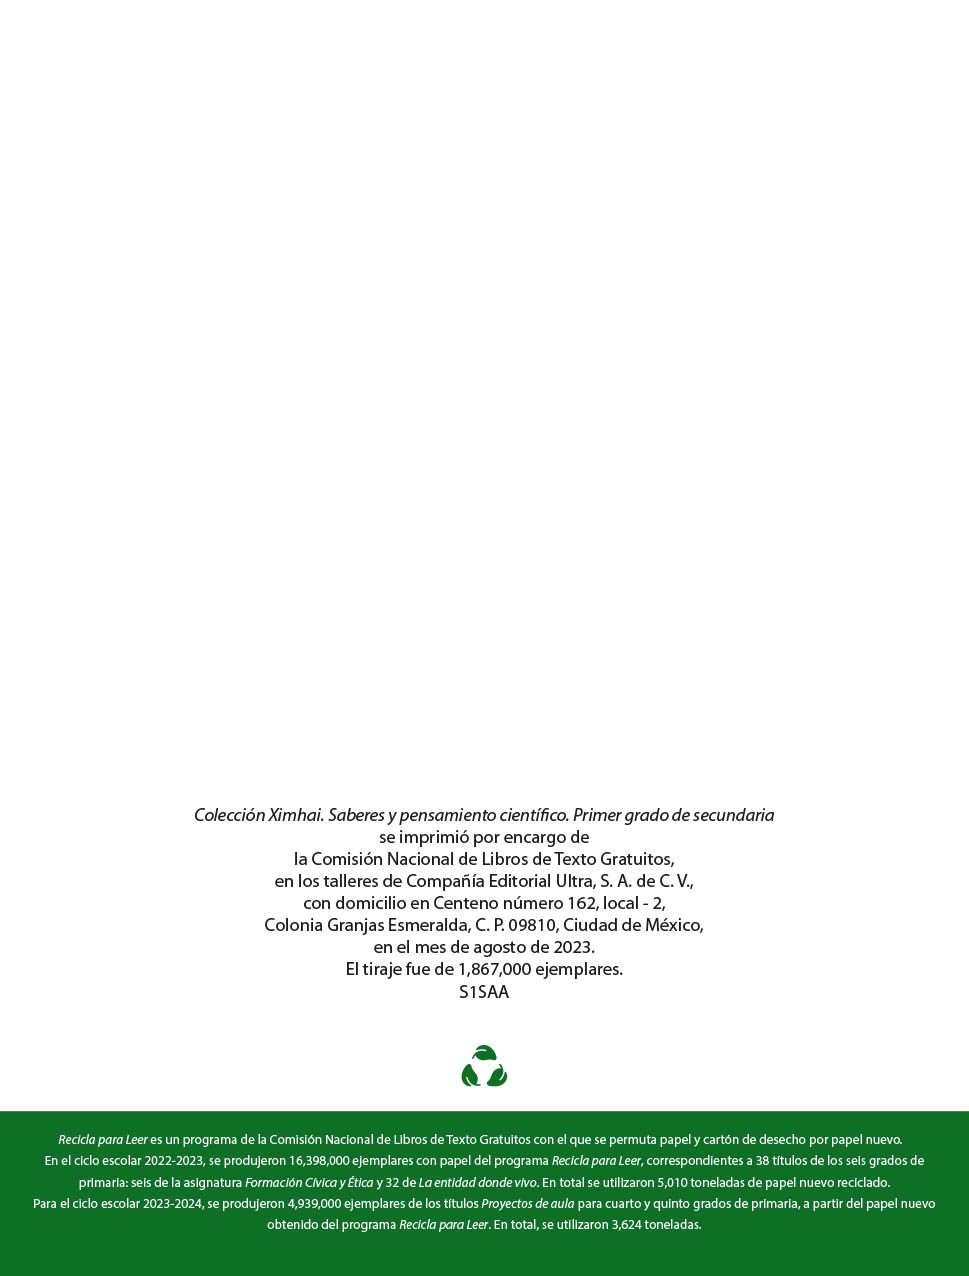 Colección Ximhai. Saberes y pensamiento científico. Primer grado de secundaria
se imprimió por encargo de
la Comisión Nacional de Libros de Texto Gratuitos,
en los talleres de Compañía Editorial Ultra, S. A. de C. V.,
con domicilio en Centeno número 162, local - 2,
Colonia Granjas Esmeralda, C. P. 09810, Ciudad de México,
en el mes de agosto de 2023.
El tiraje fue de 1,867,000 ejemplares.
S1SAA
Recicla para Leer es un programa de la Comisión Nacional de Libros de Texto Gratuitos con el que se permuta papel y cartón de desecho por papel nuevo.
En el ciclo escolar 2022-2023, se produjeron 16,398,000 ejemplares con papel del programa Recicla para Leer, correspondientes a 38 títulos de los seis grados de
primaria: seis de la asignatura Formación Cívica y Ética y 32 de La entidad donde vivo. En total se utilizaron 5,010 toneladas de papel nuevo reciclado.
Para el ciclo escolar 2023-2024, se produjeron 4,939,000 ejemplares de los títulos Proyectos de aula para cuarto y quinto grados de primaria, a partir del papel nuevo
obtenido del programa Recicla para Leer. En total, se utilizaron 3,624 toneladas.